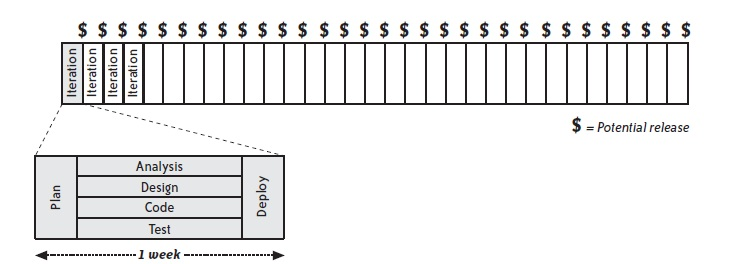 $ $ $ $ $ $ $ $ $ $ $ $ $ $ $ $ $ $ $ $ $ $ $ $ $ $ $ $ $ $ $
Iteration
Iteration
Iteration
Iteration
$ = Potential release
Plan
Analysis
Design
Code
Test
Deploy
1 week